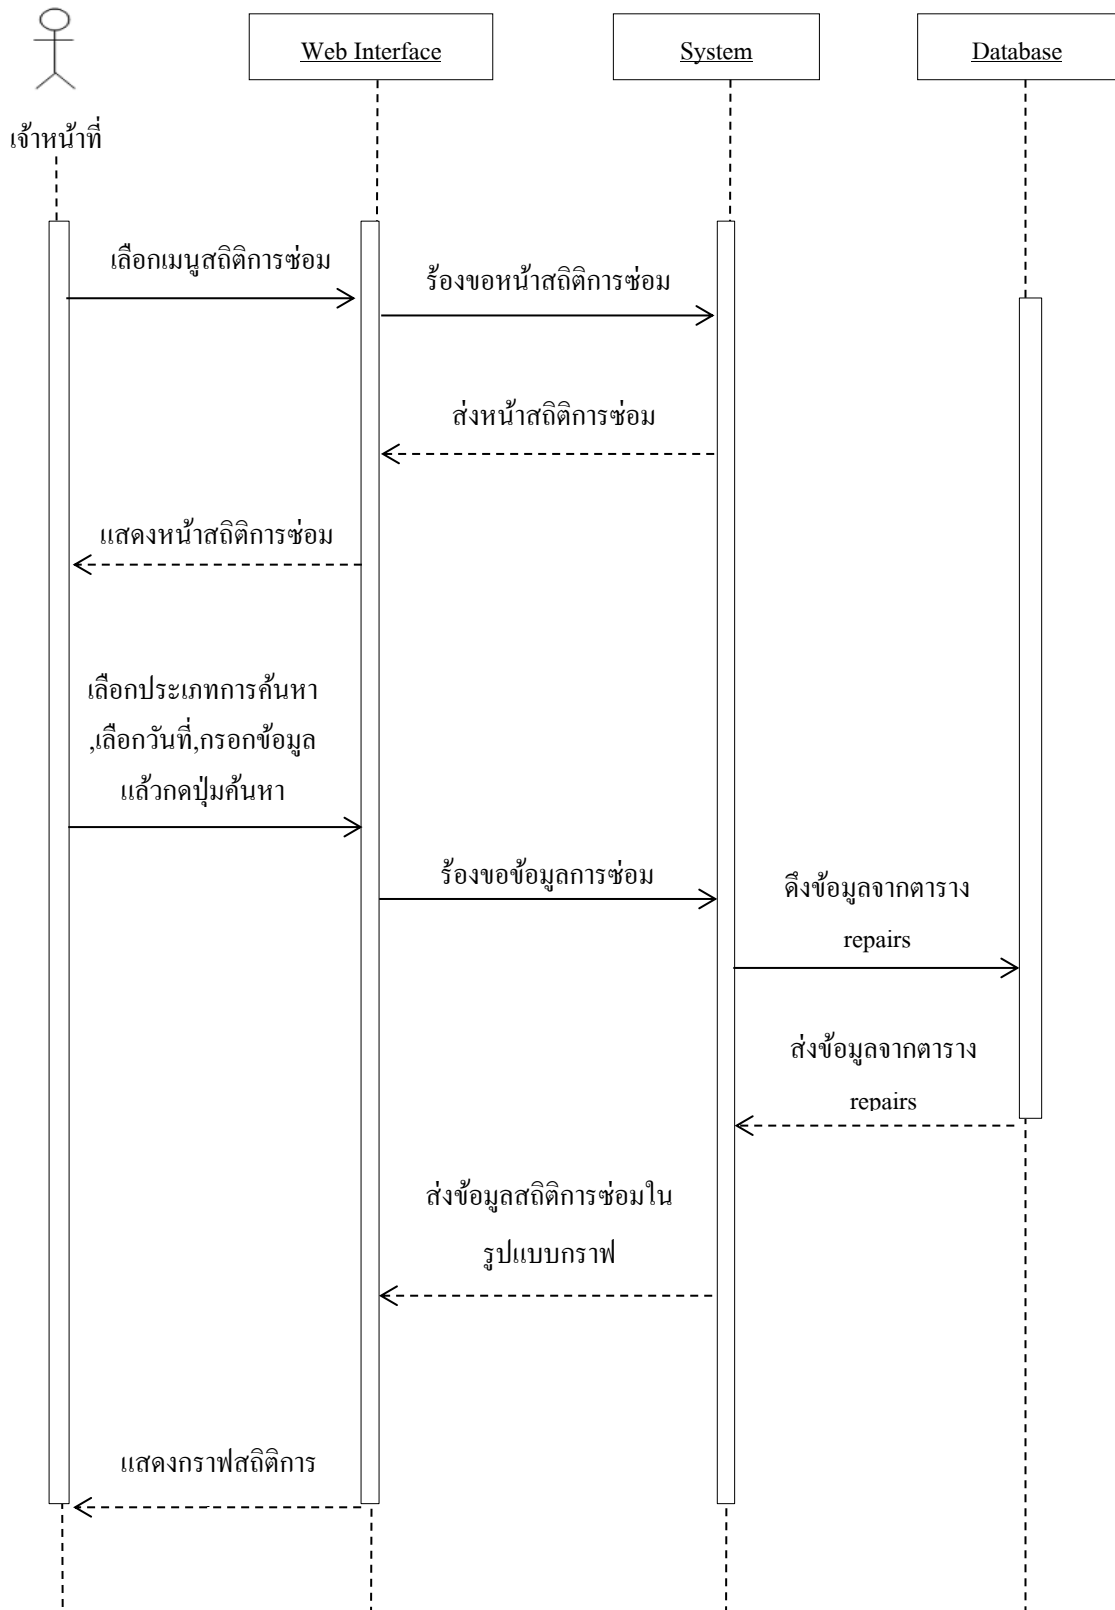 Web Interface
System
Database
เจ้าหน้าที่
เลือกเมนูสถิติการซ่อม
ร้องขอหน้าสถิติการซ่อม
ส่งหน้าสถิติการซ่อม
แสดงหน้าสถิติการซ่อม
เลือกประเภทการค้นหา
,เลือกวันที่,กรอกข้อมูล
แล้วกดปุ่มค้นหา
ร้องขอข้อมูลการซ่อม
ดึงข้อมูลจากตาราง
repairs
ส่งข้อมูลจากตาราง
repairs
ส่งข้อมูลสถิติการซ่อมใน
รูปแบบกราฟ
แสดงกราฟสถิติการ